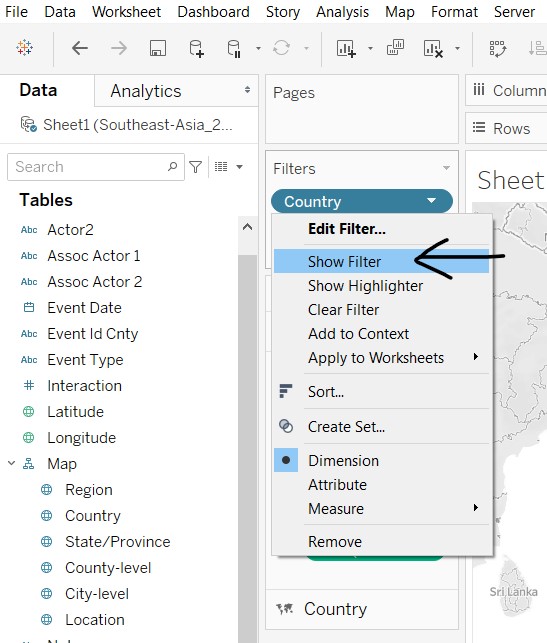 File Data Worksheet Dashboard Story Analysis Map Format Server
Data Analytics
Sheet1 (Southeast-Asia_2...
Search
Tables
Abc Actor2
Abc Assoc Actor 1
Abc Assoc Actor 2
Event Date
Abc Event Id Cnty
Abc Event Type
# Interaction
Latitude
Longitude
Map
Region
Country
State/Province
County-level
City-level
Location
Pages
Filters
Country
Edit Filter...
Show Filter
Show Highlighter
Clear Filter
Add to Context
Apply to Worksheets
Sort...
Create Set...
Dimension
Attribute
Measure
Remove
Country
Column
Rows
Sheet
Sri Lanka